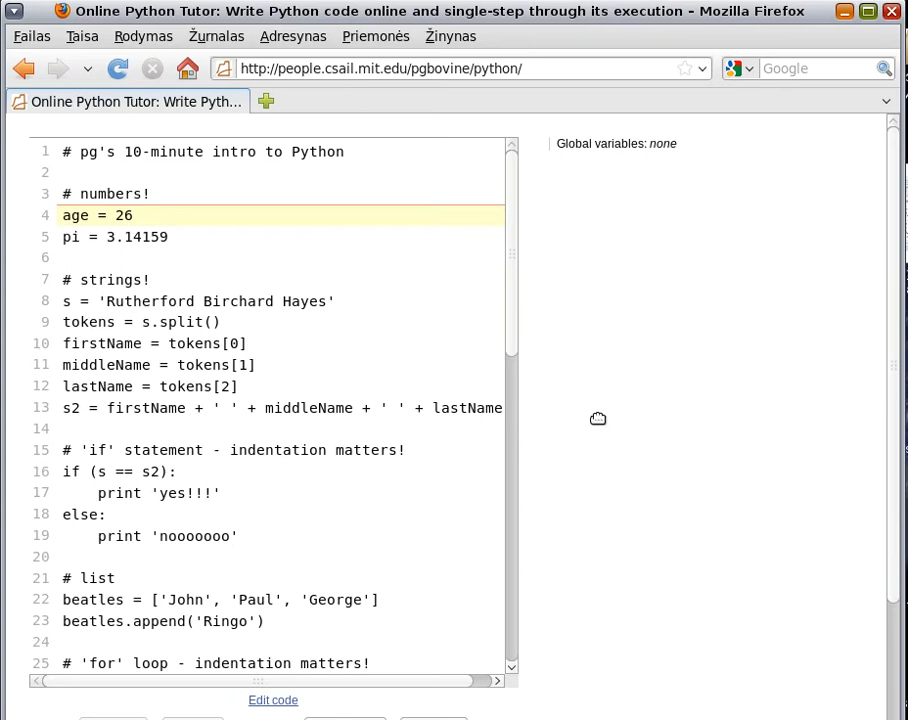 Online Python Tutor: Write Python code online and single-step through its execution – Mozilla Firefox
Failas Taisa Rodymas Žurnalas Adresynas Priemonės Žinynas
http://people.csail.mit.edu/pgbovine/python/ Google
Online Python Tutor: Write Pyth...
1 # pg's 10-minute intro to Python
2
3 # numbers!
4 age = 26
5 pi = 3.14159
6
7 # strings!
8 s = 'Rutherford Birchard Hayes'
9 tokens = s.split()
10 firstName = tokens[0]
11 middleName = tokens[1]
12 lastName = tokens[2]
13 s2 = firstName + ' ' + middleName + ' ' + lastName
14
15 # 'if' statement - indentation matters!
16 if (s == s2):
17     print 'yes!!!'
18 else:
19     print 'nooooooo'
20
21 # list
22 beatles = ['John', 'Paul', 'George']
23 beatles.append('Ringo')
24
25 # 'for' loop - indentation matters!
Edit code
Global variables: none